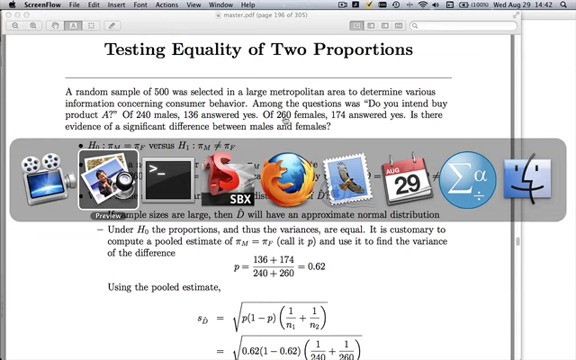 ScreenFlow File Edit Insert Font Actions Arrange View Window Help (100%) Wed Aug 29 14:42
master.pdf (page 196 of 305)
Testing Equality of Two Proportions
A random sample of 500 was selected in a large metropolitan area to determine various
information concerning consumer behavior. Among the questions was "Do you intend buy
product A?" Of 240 males, 136 answered yes. Of 260 females, 174 answered yes. Is there
evidence of a significant difference between males and females?
• H₀ : π_M = π_F versus H₁ : π_M ≠ π_F
SBX
AUG
29
Preview
sample sizes are large, then D̂ will have an approximate normal distribution
– Under H₀ the proportions, and thus the variances, are equal. It is customary to
compute a pooled estimate of π_M = π_F (call it p) and use it to find the variance
of the difference
p = (136 + 174)/(240 + 260) = 0.62
Using the pooled estimate,
s_D̂ = √(p(1 − p)(1/n₁ + 1/n₂))
= √(0.62(1 − 0.62)(1/240 + 1/260))